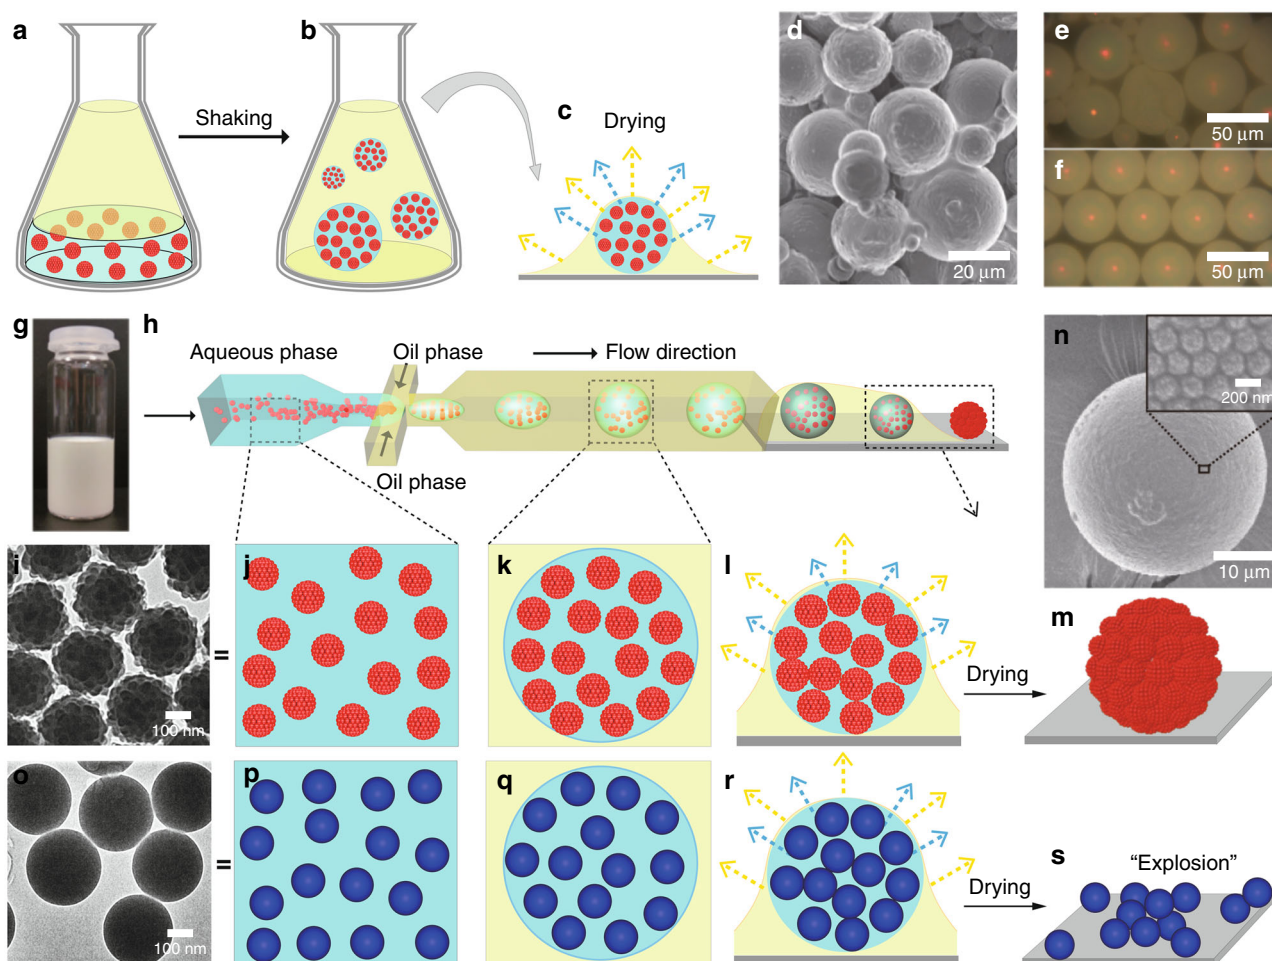 a
b
Shaking
c
Drying
d
20 μm
e
50 μm
f
50 μm
g
h
Aqueous phase
Oil phase
Flow direction
Oil phase
n
200 nm
10 μm
i
100 nm
=
j
k
l
Drying
m
o
100 nm
=
p
q
r
Drying
s
“Explosion”